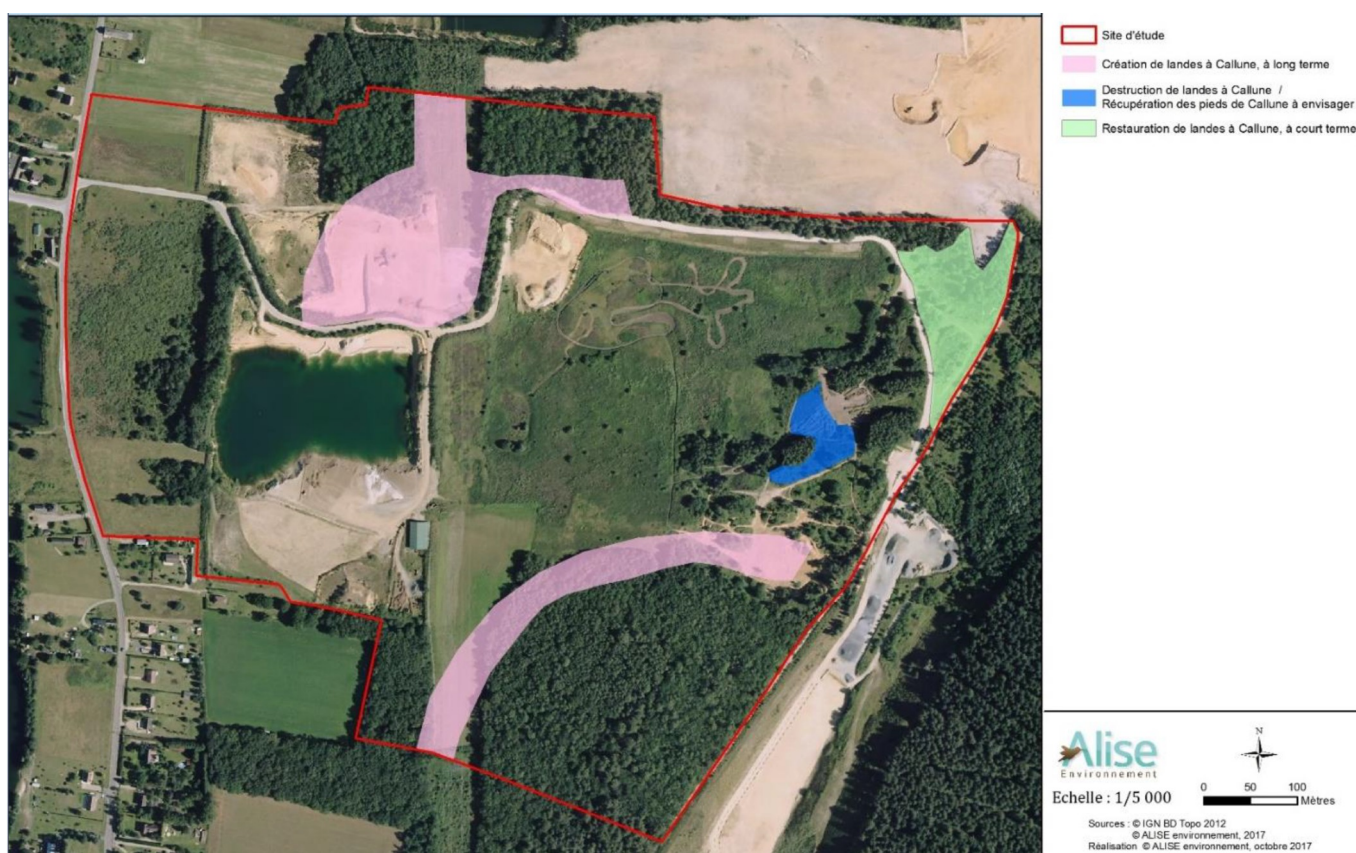 Site d'étude
Création de landes à Callune, à long terme
Destruction de landes à Callune /
Récupération des pieds de Callune à envisager
Restauration de landes à Callune, à court terme
Alise
Environnement
N
Echelle : 1/5 000
0 50 100
Mètres
Sources : © IGN BD Topo 2012
© ALISE environnement, 2017
Réalisation © ALISE environnement, octobre 2017